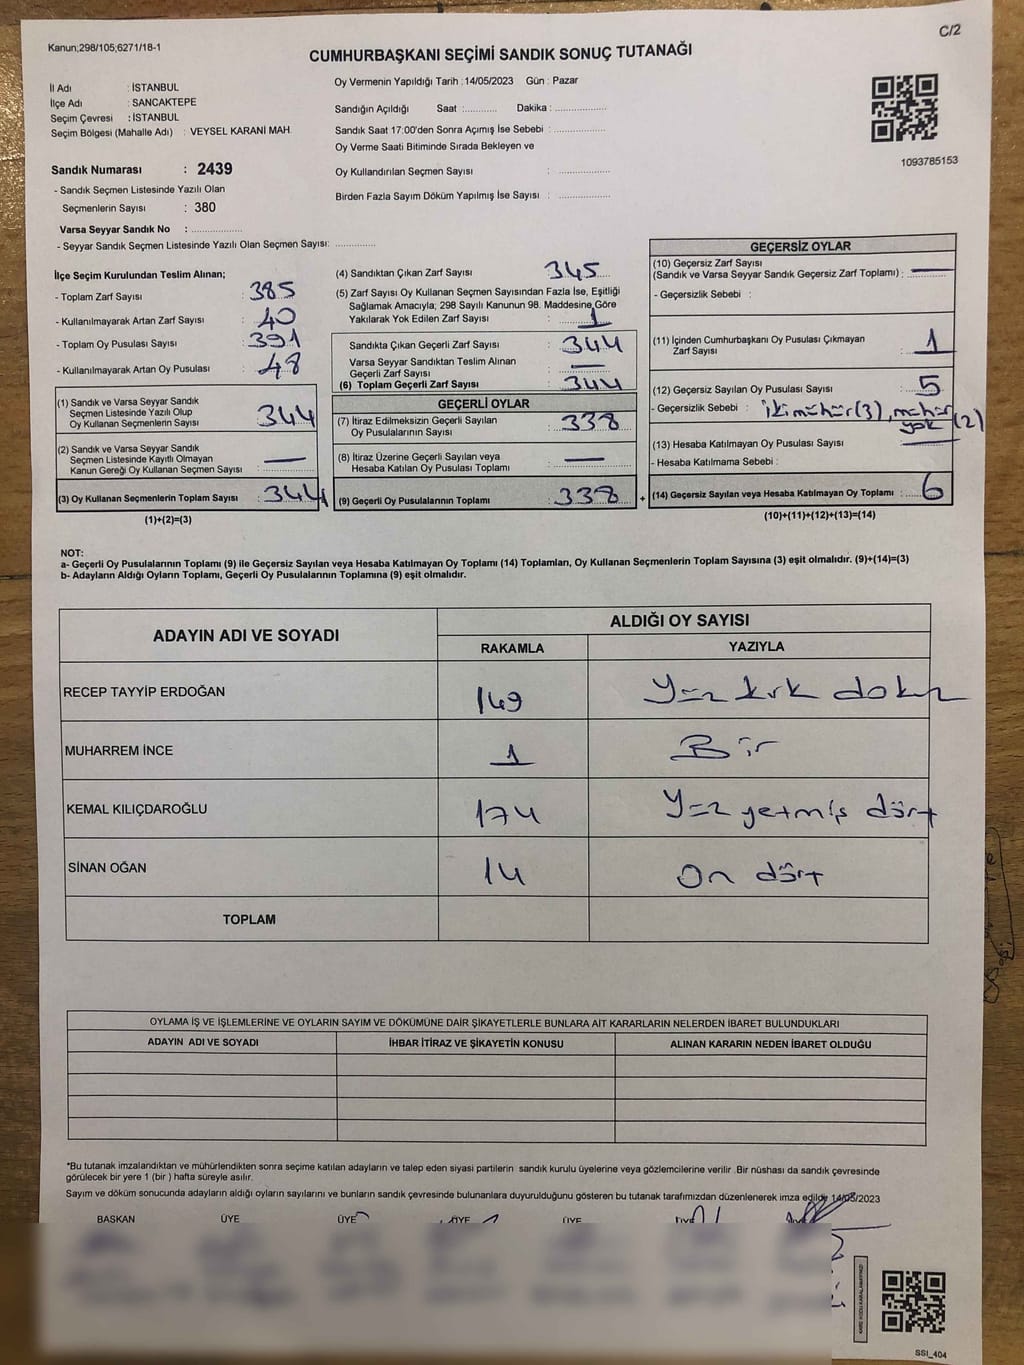 C/2
Kanun;298/105;6271/18-1
CUMHURBAŞKANI SEÇİMİ SANDIK SONUÇ TUTANAĞI
İl Adı : İSTANBUL
İlçe Adı : SANCAKTEPE
Seçim Çevresi : İSTANBUL
Seçim Bölgesi (Mahalle Adı) : VEYSEL KARANİ MAH.
Oy Vermenin Yapıldığı Tarih :14/05/2023 Gün : Pazar
Sandığın Açıldığı Saat :............ Dakika :...................
Sandık Saat 17:00'den Sonra Açımış İse Sebebi : ...................
Oy Verme Saati Bitiminde Sırada Bekleyen ve
Oy Kullandırılan Seçmen Sayısı : ...................
Birden Fazla Sayım Döküm Yapılmış İse Sayısı : ...................
1093785153
Sandık Numarası : 2439
- Sandık Seçmen Listesinde Yazılı Olan
Seçmenlerin Sayısı : 380
Varsa Seyyar Sandık No : ...................
- Seyyar Sandık Seçmen Listesinde Yazılı Olan Seçmen Sayısı: ...............
İlçe Seçim Kurulundan Teslim Alınan;
- Toplam Zarf Sayısı : 385
- Kullanılmayarak Artan Zarf Sayısı : 40
- Toplam Oy Pusulası Sayısı : 391
- Kullanılmayarak Artan Oy Pusulası : 48
(1) Sandık ve Varsa Seyyar Sandık
Seçmen Listesinde Yazılı Olup
Oy Kullanan Seçmenlerin Sayısı : 344
(2) Sandık ve Varsa Seyyar Sandık
Seçmen Listesinde Kayıtlı Olmayan
Kanun Gereği Oy Kullanan Seçmen Sayısı : —
(3) Oy Kullanan Seçmenlerin Toplam Sayısı : 344
(1)+(2)=(3)
(4) Sandıktan Çıkan Zarf Sayısı : 345
(5) Zarf Sayısı Oy Kullanan Seçmen Sayısından Fazla İse, Eşitliği
Sağlamak Amacıyla; 298 Sayılı Kanunun 98. Maddesine Göre
Yakılarak Yok Edilen Zarf Sayısı : 1
Sandıkta Çıkan Geçerli Zarf Sayısı : 344
Varsa Seyyar Sandıktan Teslim Alınan
Geçerli Zarf Sayısı : —
(6) Toplam Geçerli Zarf Sayısı : 344
GEÇERLİ OYLAR
(7) İtiraz Edilmeksizin Geçerli Sayılan
Oy Pusulalarının Sayısı : 338
(8) İtiraz Üzerine Geçerli Sayılan veya
Hesaba Katılan Oy Pusulası Toplamı : —
(9) Geçerli Oy Pusulalarının Toplamı : 338
+
GEÇERSİZ OYLAR
(10) Geçersiz Zarf Sayısı
(Sandık ve Varsa Seyyar Sandık Geçersiz Zarf Toplamı) : —
- Geçersizlik Sebebi :
(11) İçinden Cumhurbaşkanı Oy Pusulası Çıkmayan
Zarf Sayısı : 1
(12) Geçersiz Sayılan Oy Pusulası Sayısı : 5
- Geçersizlik Sebebi : iki mühür(3), mühür
yok (2)
(13) Hesaba Katılmayan Oy Pusulası Sayısı : —
- Hesaba Katılmama Sebebi :
(14) Geçersiz Sayılan veya Hesaba Katılmayan Oy Toplamı : 6
(10)+(11)+(12)+(13)=(14)
NOT:
a- Geçerli Oy Pusulalarının Toplamı (9) ile Geçersiz Sayılan veya Hesaba Katılmayan Oy Toplamı (14) Toplamları, Oy Kullanan Seçmenlerin Toplam Sayısına (3) eşit olmalıdır. (9)+(14)=(3)
b- Adayların Aldığı Oyların Toplamı, Geçerli Oy Pusulalarının Toplamına (9) eşit olmalıdır.
ADAYIN ADI VE SOYADI
ALDIĞI OY SAYISI
RAKAMLA YAZIYLA
RECEP TAYYİP ERDOĞAN 149 Yüz kırk dokuz
MUHARREM İNCE 1 Bir
KEMAL KILIÇDAROĞLU 174 Yüz yetmiş dört
SİNAN OĞAN 14 On dört
TOPLAM
OYLAMA İŞ VE İŞLEMLERİNE VE OYLARIN SAYIM VE DÖKÜMÜNE DAİR ŞİKAYETLERLE BUNLARA AİT KARARLARIN NELERDEN İBARET BULUNDUKLARI
ADAYIN ADI VE SOYADI İHBAR İTİRAZ VE ŞİKAYETİN KONUSU ALINAN KARARIN NEDEN İBARET OLDUĞU
*Bu tutanak imzalandıktan ve mühürlendikten sonra seçime katılan adayların ve talep eden siyasi partilerin sandık kurulu üyelerine veya gözlemcilerine verilir .Bir nüshası da sandık çevresinde
görülecek bir yere 1 (bir ) hafta süreyle asılır.
Sayım ve döküm sonucunda adayların aldığı oyların sayılarını ve bunların sandık çevresinde bulunanlara duyurulduğunu gösteren bu tutanak tarafımızdan düzenlenerek imza edildi 14/05/2023
BAŞKAN ÜYE ÜYE ÜYE ÜYE ÜYE ÜYE
SSI_404